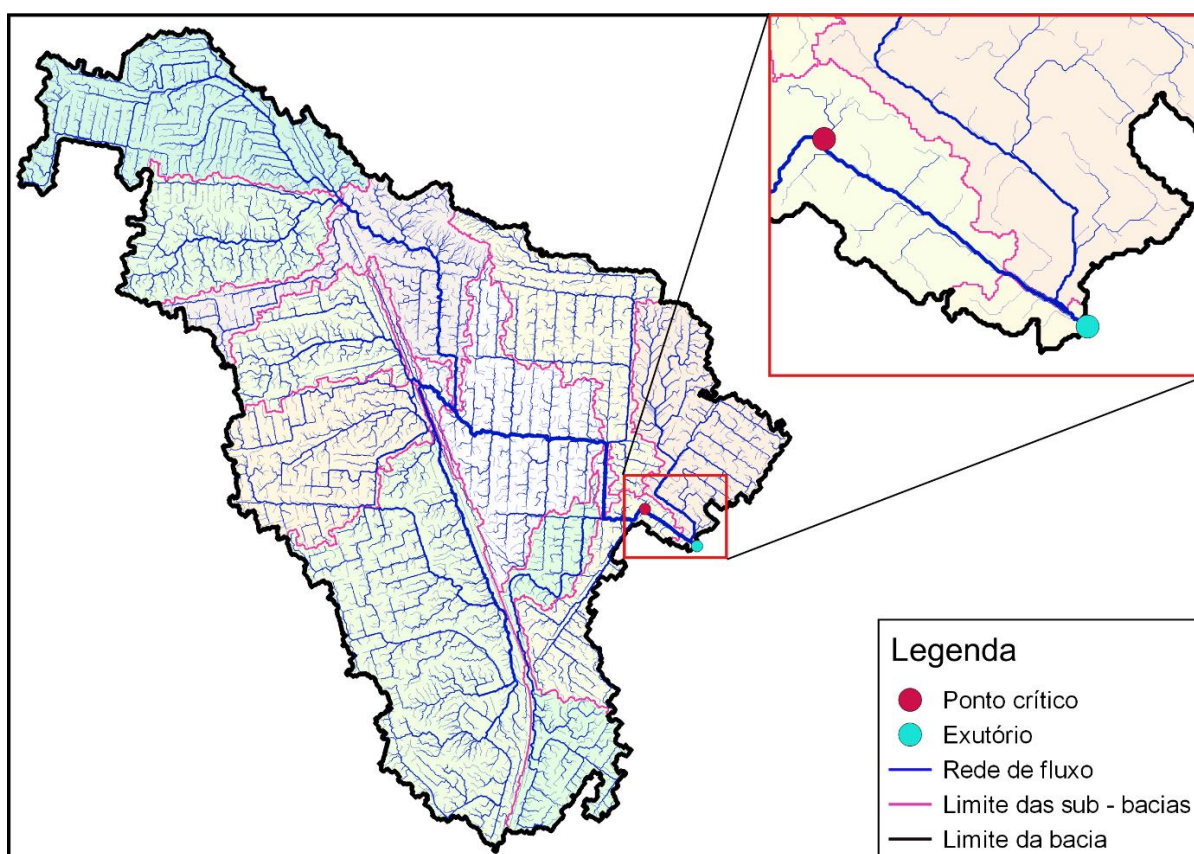 Legenda
Ponto crítico
Exutório
Rede de fluxo
Limite das sub - bacias
Limite da bacia